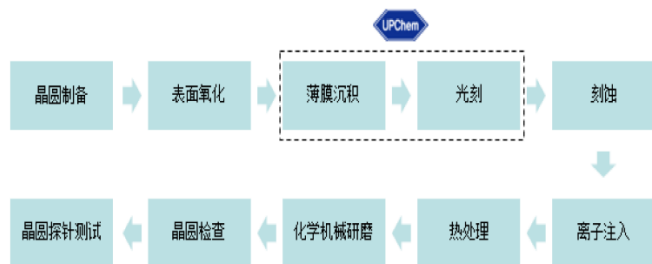 UPChem
晶圆制备
表面氧化
薄膜沉积
光刻
刻蚀
离子注入
热处理
化学机械研磨
晶圆检查
晶圆探针测试